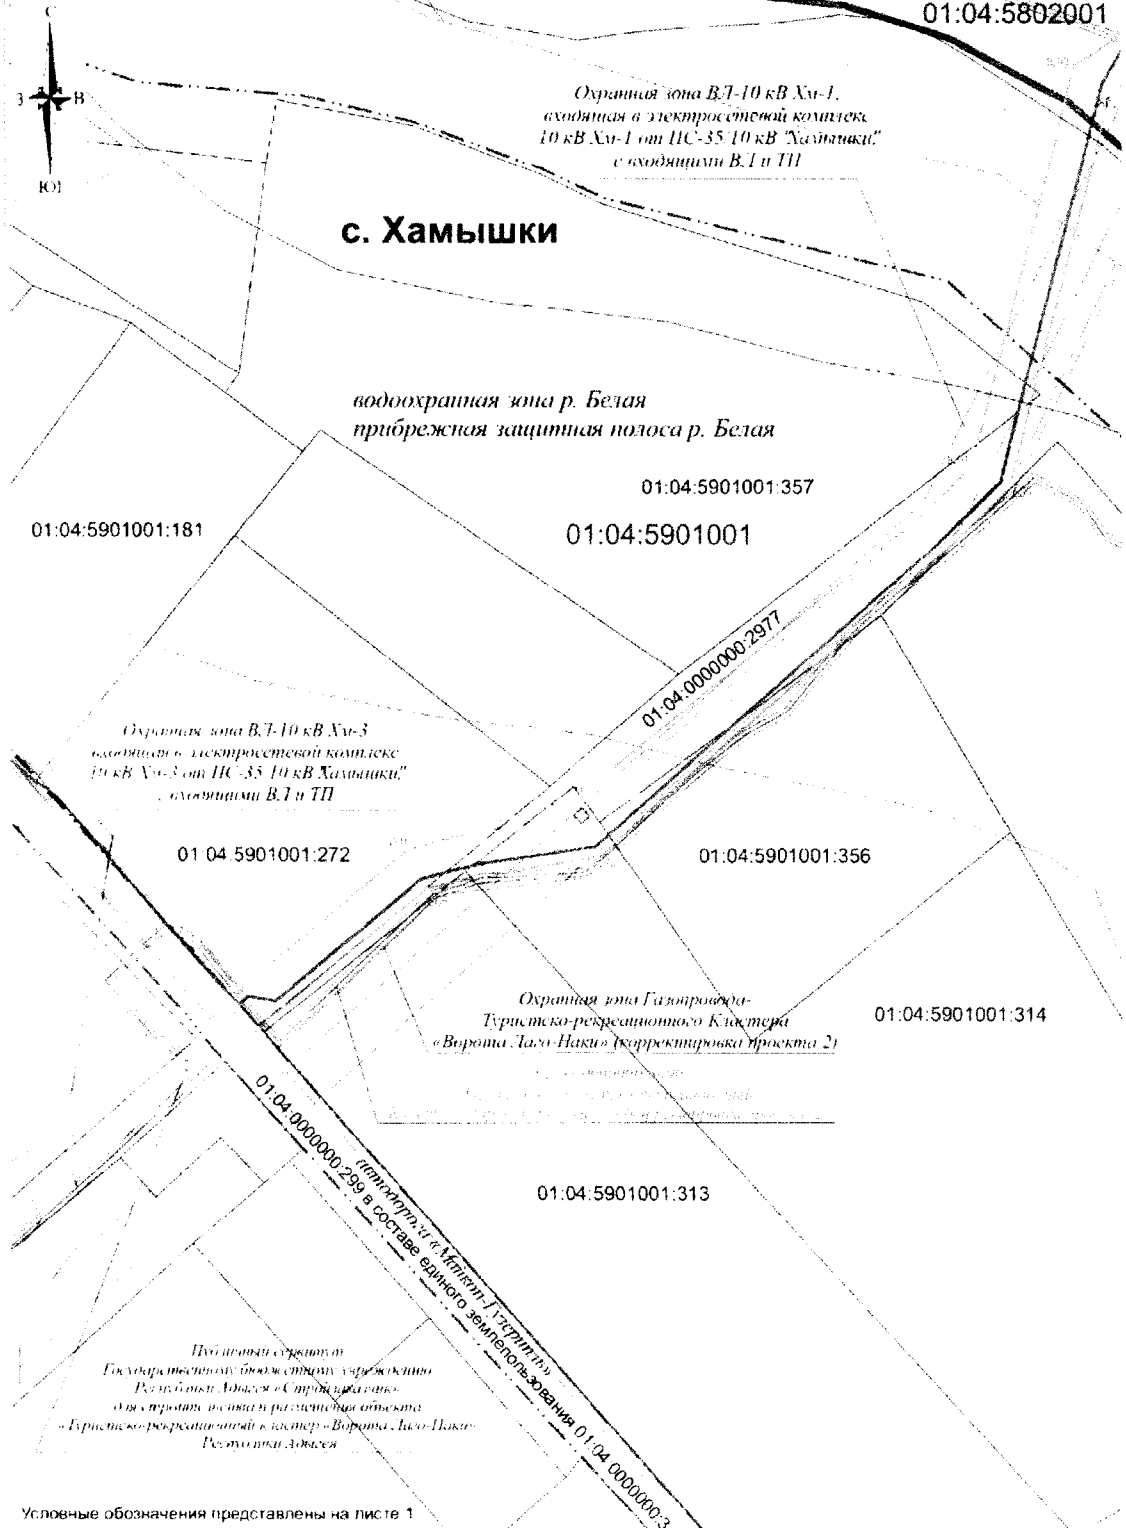 01:04:5802001
С
З В
Ю
Охранная зона ВЛ-10 кВ Хм-1,
входящая в электросетевой комплекс
10 кВ Хм-1 от ПС-35/10 кВ "Хамышки"
с входящими ВЛ и ТП
с. Хамышки
водоохранная зона р. Белая
прибрежная защитная полоса р. Белая
01:04:5901001:357
01:04:5901001:181
01:04:5901001
01:04:0000000:2977
Охранная зона ВЛ-10 кВ Хм-3
входящая в электросетевой комплекс
10 кВ Хм-3 от ПС-35/10 кВ "Хамышки"
с входящими ВЛ и ТП
01:04:5901001:272
01:04:5901001:356
Охранная зона Газопровода-
Туристско-рекреационного Кластера
«Ворота Лаго-Наки» (корректировка проекта 2)
01:04:5901001:314
01:04:5901001:313
автодорога «Майкоп-Гузерипль»
01:04:0000000:299 в составе единого землепользования 01:04:0000000:3
Публичный сервитут
Государственному бюджетному учреждению
Республики Адыгея «Стройзаказчик»
для строительства и размещения объекта
«Туристско-рекреационный кластер «Ворота Лаго-Наки»
Республики Адыгея
Условные обозначения представлены на листе 1